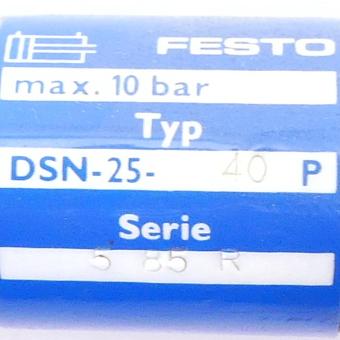 FESTO
max. 10 bar
Typ
DSN-25- 40 P
Serie
5 85 R